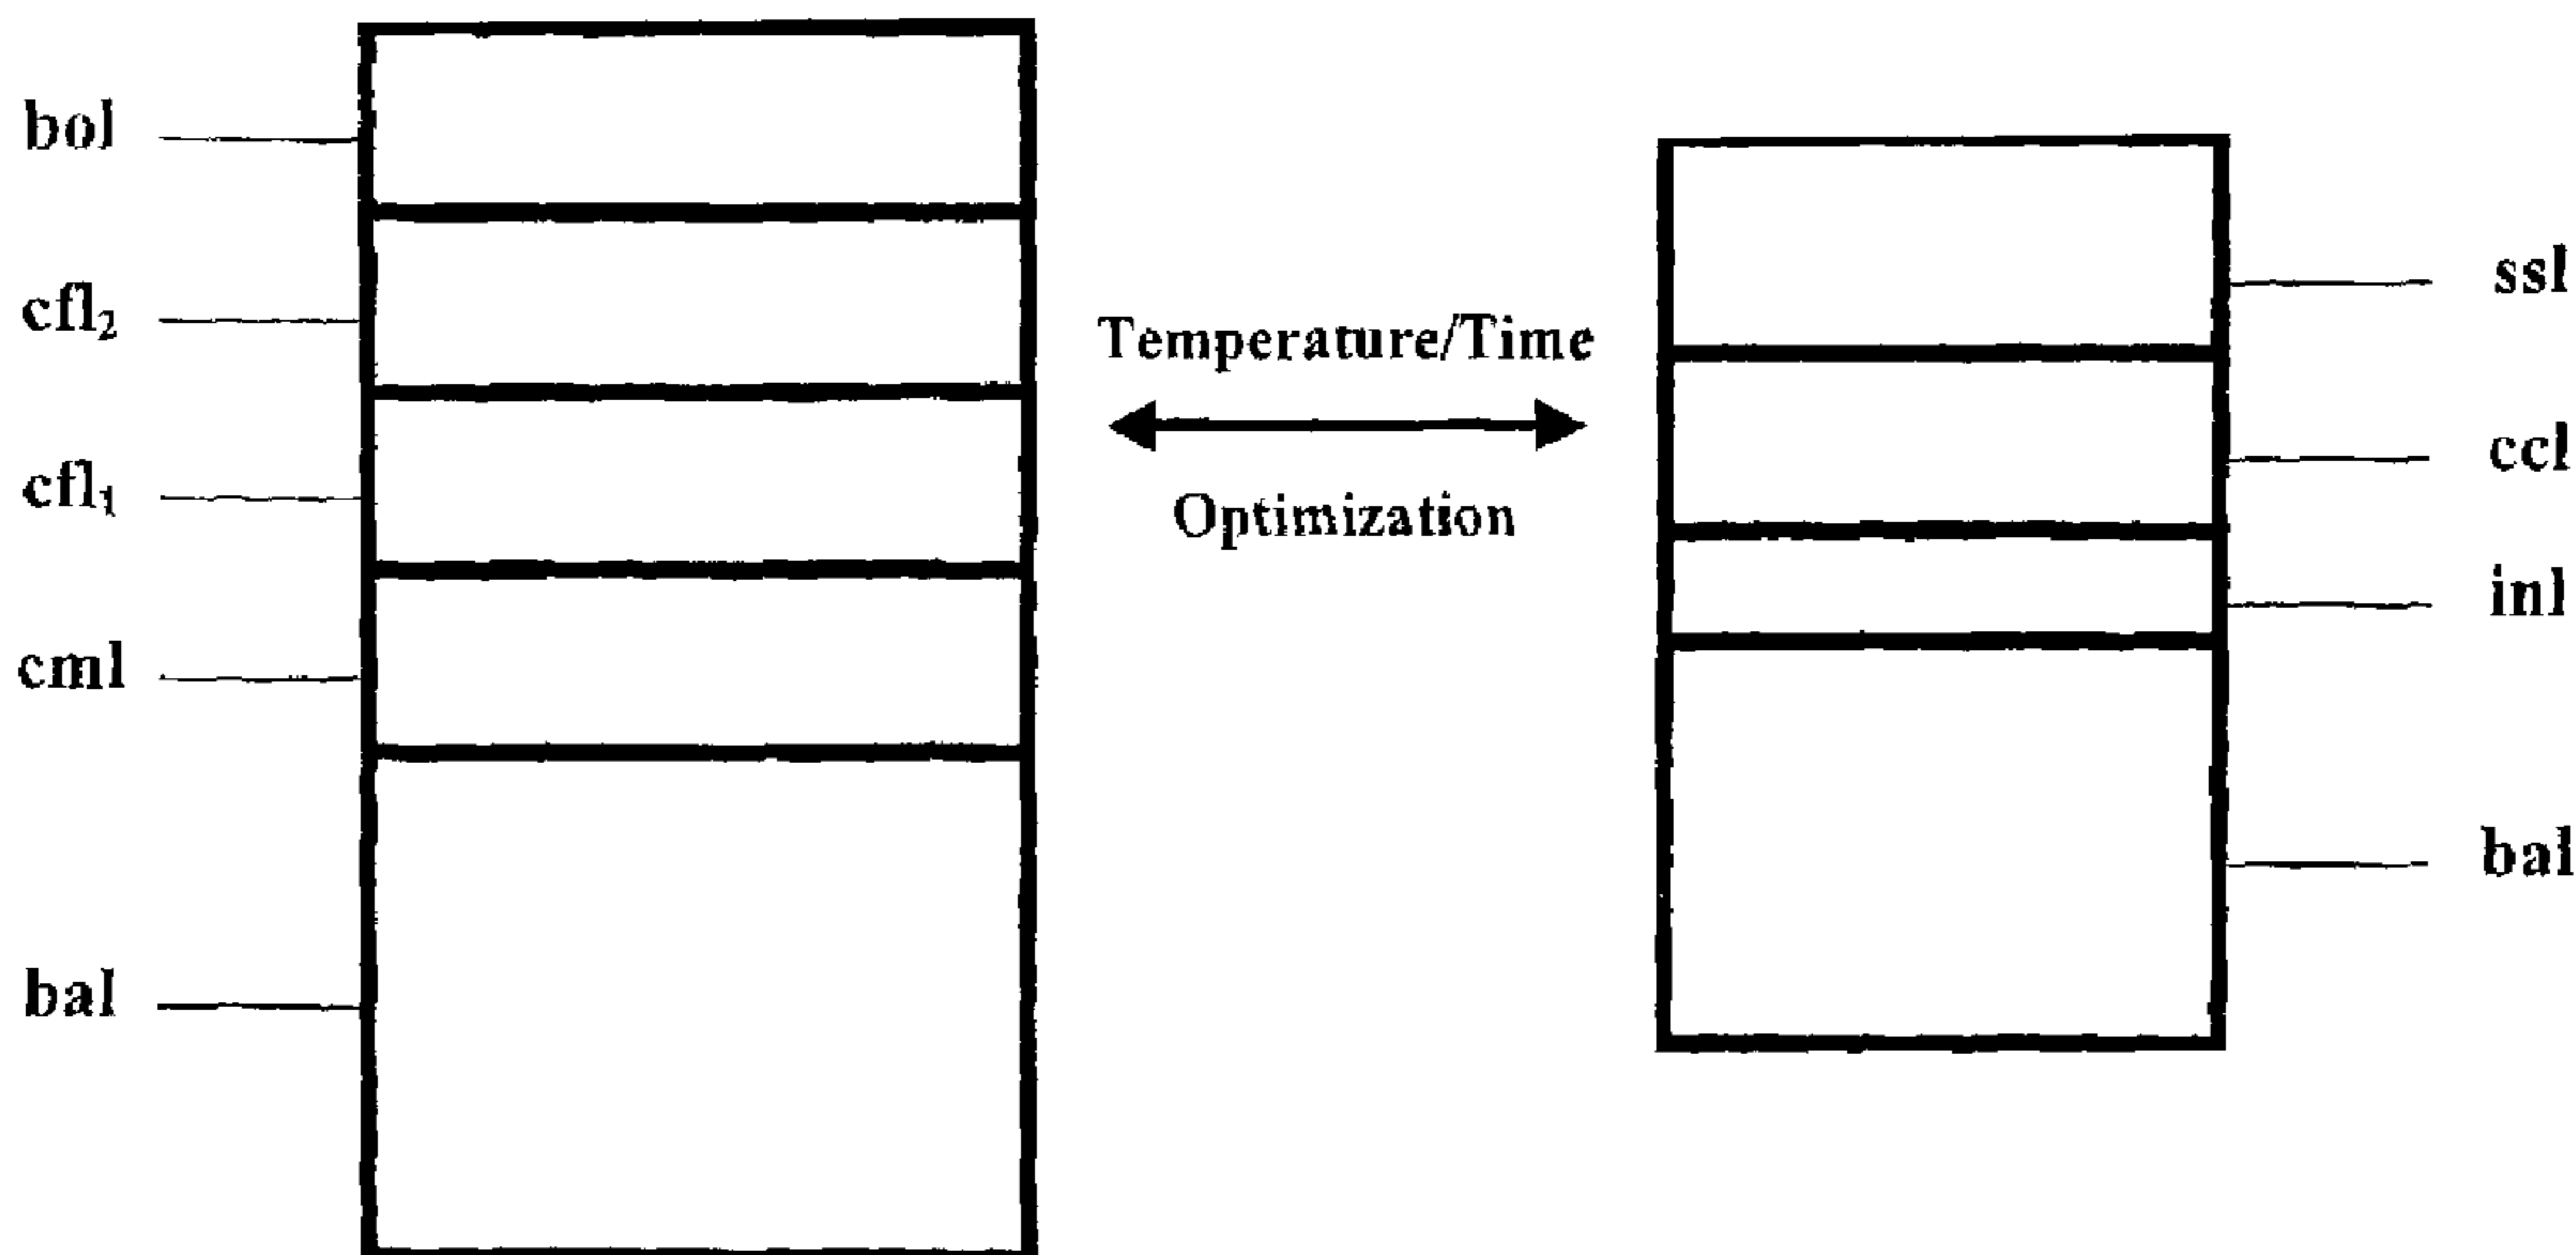 bol
cfl₂
cfl₁
cml
bal
Temperature/Time
Optimization
ssl
ccl
inl
bal